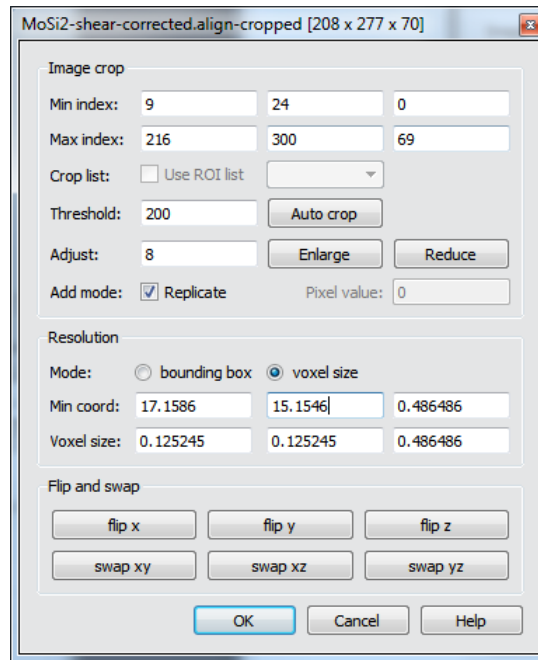 MoSi2-shear-corrected.align-cropped [208 x 277 x 70]
Image crop
Min index: 9 24 0
Max index: 216 300 69
Crop list: Use ROI list
Threshold: 200 Auto crop
Adjust: 8 Enlarge Reduce
Add mode: Replicate Pixel value: 0
Resolution
Mode: bounding box voxel size
Min coord: 17.1586 15.1546 0.486486
Voxel size: 0.125245 0.125245 0.486486
Flip and swap
flip x flip y flip z
swap xy swap xz swap yz
OK Cancel Help